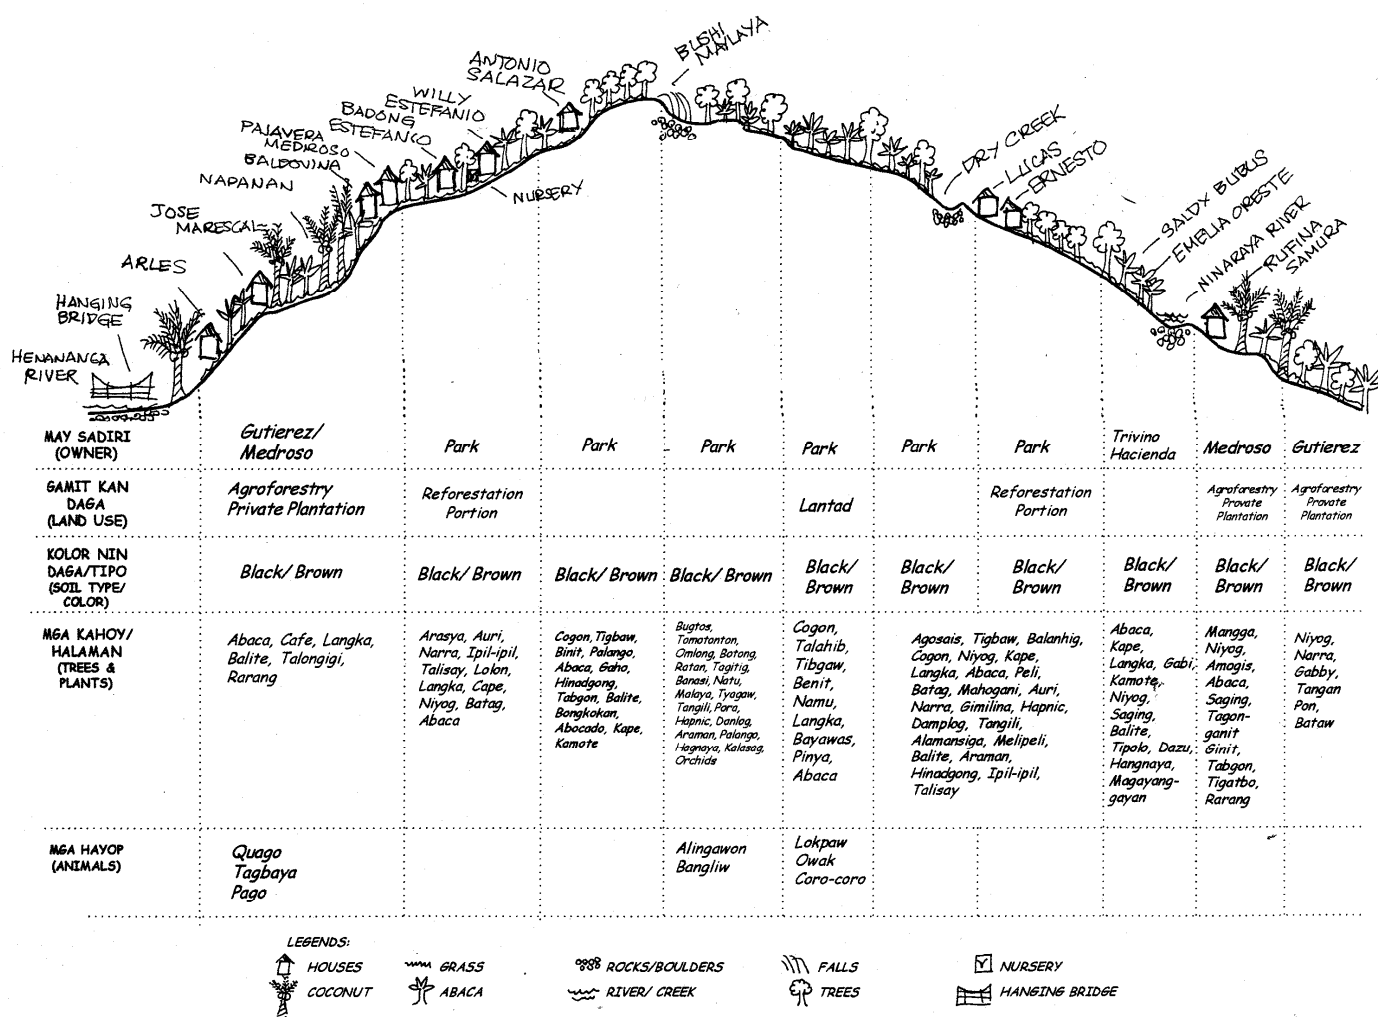 BUSHI
MAYLAYA
ANTONIO
SALAZAR
WILLY
ESTEFANIO
BADONG
ESTEFANIO
PAJAVERA
MEDIROSO
BALDOVINA
NAPANAN
NURSERY
JOSE
MARESCAL
ARLES
HANGING
BRIDGE
HENANANGA
RIVER
DRY CREEK
LUCAS
ERNESTO
SALDY BUBUS
EMELIA ORESTE
NINARAYA RIVER
RUFINA
SAMURA
MAY SADIRI
(OWNER)
Gutierez/
Medroso
Park
Park
Park
Park
Park
Park
Trivino
Hacienda
Medroso
Gutierez
GAMIT KAN
DAGA
(LAND USE)
Agroforestry
Private Plantation
Reforestation
Portion
Lantad
Reforestation
Portion
Agroforestry
Provate
Plantation
Agroforestry
Provate
Plantation
KOLOR NIN
DAGA/TIPO
(SOIL TYPE/
COLOR)
Black/ Brown
Black/ Brown
Black/ Brown
Black/ Brown
Black/
Brown
Black/
Brown
Black/
Brown
Black/
Brown
Black/
Brown
Black/
Brown
MGA KAHOY/
HALAMAN
(TREES &
PLANTS)
Abaca, Cafe, Langka,
Balite, Talongigi,
Rarang
Arasya, Auri,
Narra, Ipil-ipil,
Talisay, Lolon,
Langka, Cape,
Niyog, Batag,
Abaca
Cogon, Tigbaw,
Binit, Palango,
Abaca, Gaho,
Hinadgong,
Tabgon, Balite,
Bongkokan,
Abocado, Kape,
Kamote
Bugtos,
Tomotonton,
Omlong, Batong,
Ratan, Tagitig,
Banasi, Natu,
Malaya, Tyagaw,
Tangili, Pora,
Hapnic, Danlog,
Araman, Palango,
Hagnaya, Kalasag,
Orchids
Cogon,
Talahib,
Tibgaw,
Benit,
Namu,
Langka,
Bayawas,
Pinya,
Abaca
Agosais, Tigbaw, Balanhig,
Cogon, Niyog, Kape,
Langka, Abaca, Peli,
Batag, Mahogani, Auri,
Narra, Gimilina, Hapnic,
Damplog, Tangili,
Alamansiga, Melipeli,
Balite, Araman,
Hinadgong, Ipil-ipil,
Talisay
Abaca,
Kape,
Langka, Gabi,
Kamote,
Niyog,
Saging,
Balite,
Tipolo, Dazu,
Hangnaya,
Magayang-
gayan
Mangga,
Niyog,
Amogis,
Abaca,
Saging,
Tagon-
ganit
Ginit,
Tabgon,
Tigatbo,
Rarang
Niyog,
Narra,
Gabby,
Tangan
Pon,
Bataw
MGA HAYOP
(ANIMALS)
Quago
Tagbaya
Pago
Alingawon
Bangliw
Lokpaw
Owak
Coro-coro
LEGENDS:
HOUSES
GRASS
ROCKS/BOULDERS
FALLS
NURSERY
COCONUT
ABACA
RIVER/ CREEK
TREES
HANGING BRIDGE